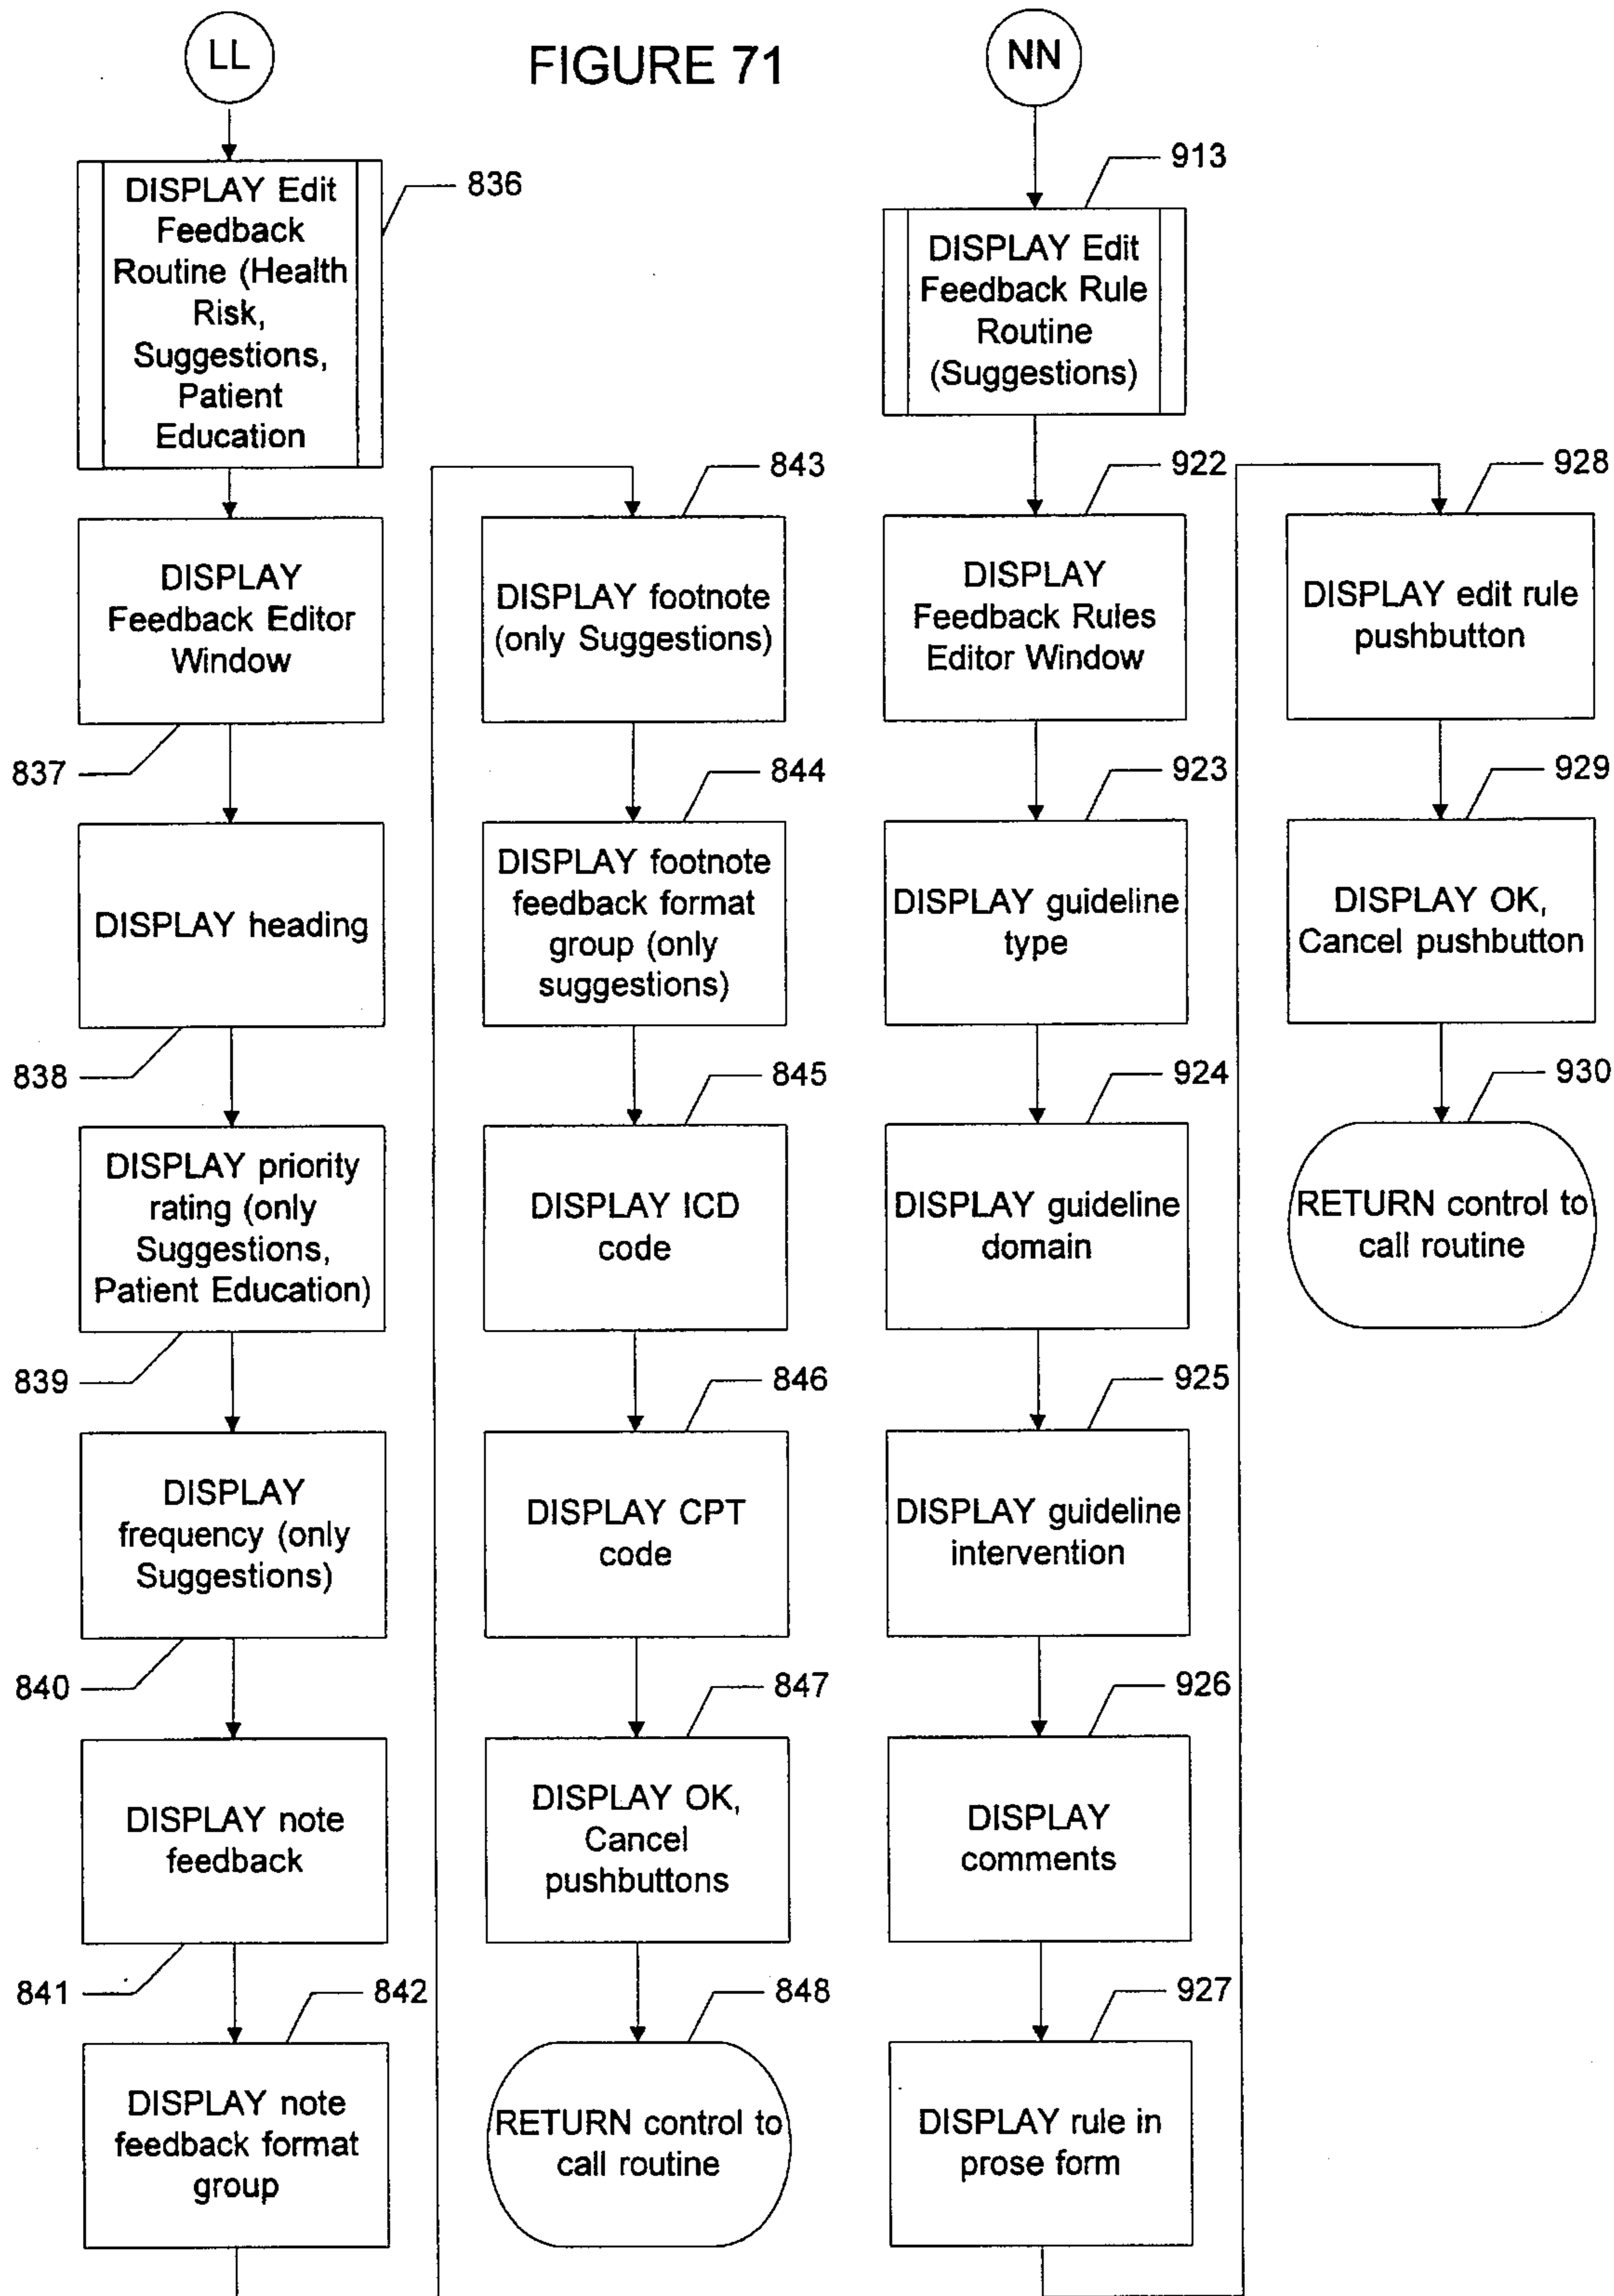 FIGURE 71
LL
DISPLAY Edit
Feedback
Routine (Health
Risk,
Suggestions,
Patient
Education
836
DISPLAY
Feedback Editor
Window
837
DISPLAY heading
838
DISPLAY priority
rating (only
Suggestions,
Patient Education)
839
DISPLAY
frequency (only
Suggestions)
840
DISPLAY note
feedback
841
842
DISPLAY note
feedback format
group
843
DISPLAY footnote
(only Suggestions)
844
DISPLAY footnote
feedback format
group (only
suggestions)
845
DISPLAY ICD
code
846
DISPLAY CPT
code
847
DISPLAY OK,
Cancel
pushbuttons
848
RETURN control to
call routine
NN
913
DISPLAY Edit
Feedback Rule
Routine
(Suggestions)
922
DISPLAY
Feedback Rules
Editor Window
923
DISPLAY guideline
type
924
DISPLAY guideline
domain
925
DISPLAY guideline
intervention
926
DISPLAY
comments
927
DISPLAY rule in
prose form
928
DISPLAY edit rule
pushbutton
929
DISPLAY OK,
Cancel pushbutton
930
RETURN control to
call routine